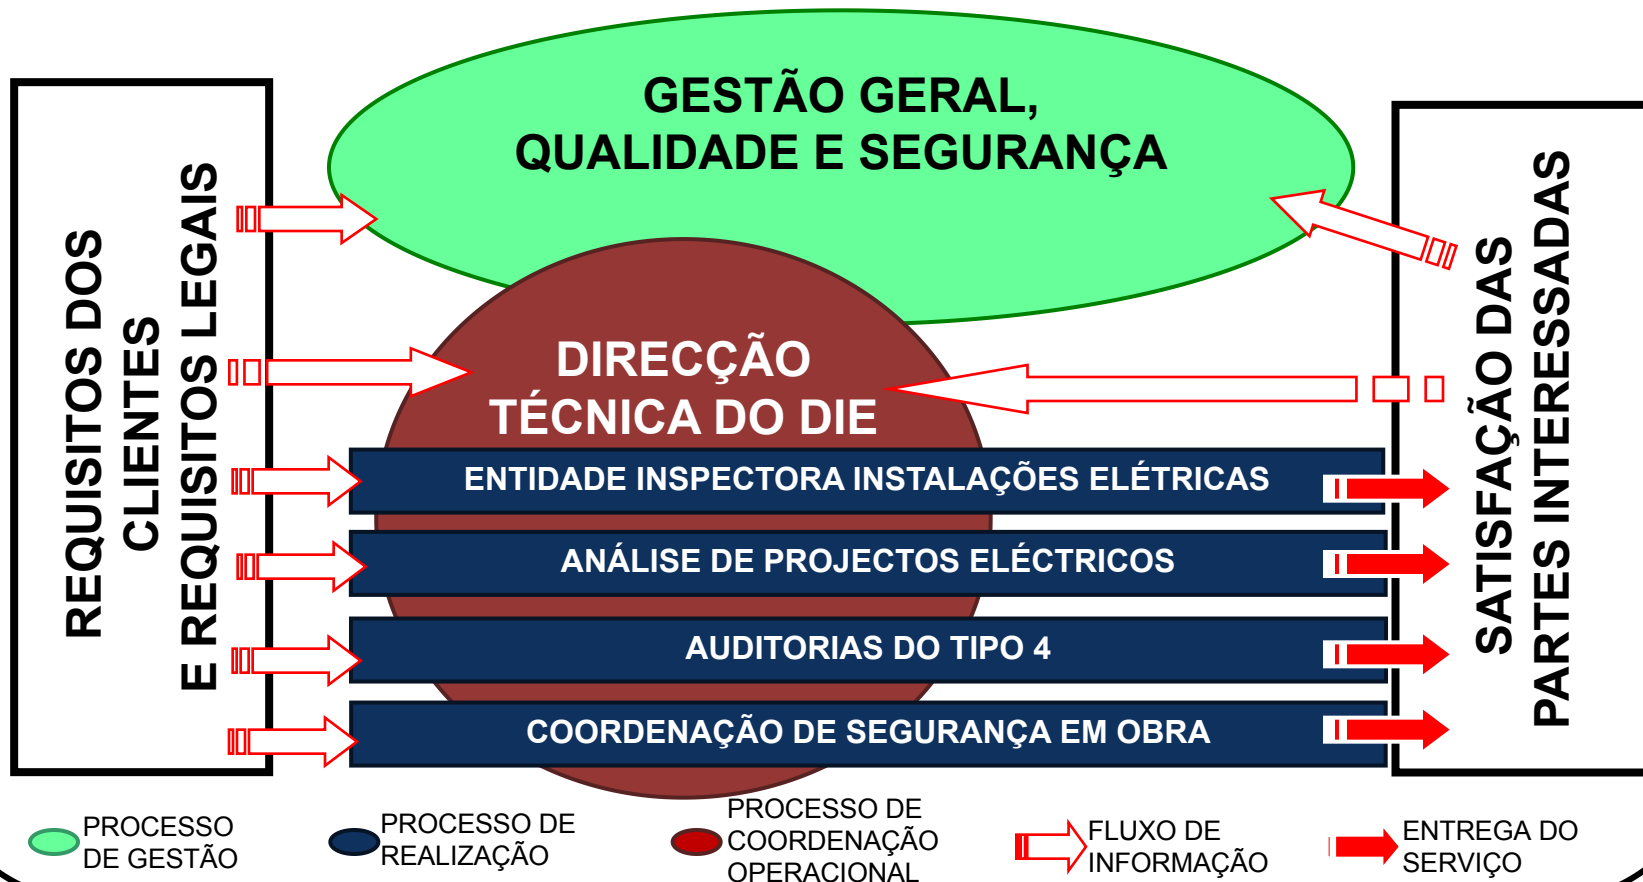 GESTÃO GERAL,
QUALIDADE E SEGURANÇA
REQUISITOS DOS
CLIENTES
E REQUISITOS LEGAIS
DIRECÇÃO
TÉCNICA DO DIE
ENTIDADE INSPECTORA INSTALAÇÕES ELÉTRICAS
ANÁLISE DE PROJECTOS ELÉCTRICOS
AUDITORIAS DO TIPO 4
COORDENAÇÃO DE SEGURANÇA EM OBRA
SATISFAÇÃO DAS
PARTES INTERESSADAS
PROCESSO
DE GESTÃO
PROCESSO DE
REALIZAÇÃO
PROCESSO DE
COORDENAÇÃO
OPERACIONAL
FLUXO DE
INFORMAÇÃO
ENTREGA DO
SERVIÇO